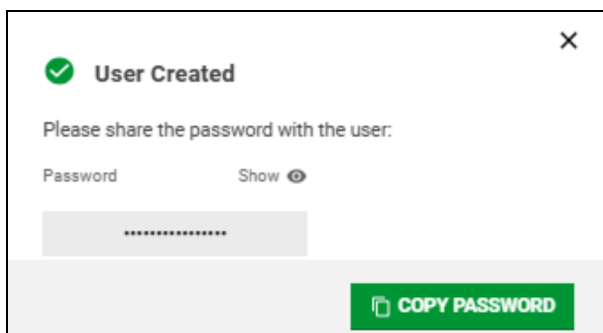 User Created
Please share the password with the user:
Password Show
••••••••••••••••
COPY PASSWORD